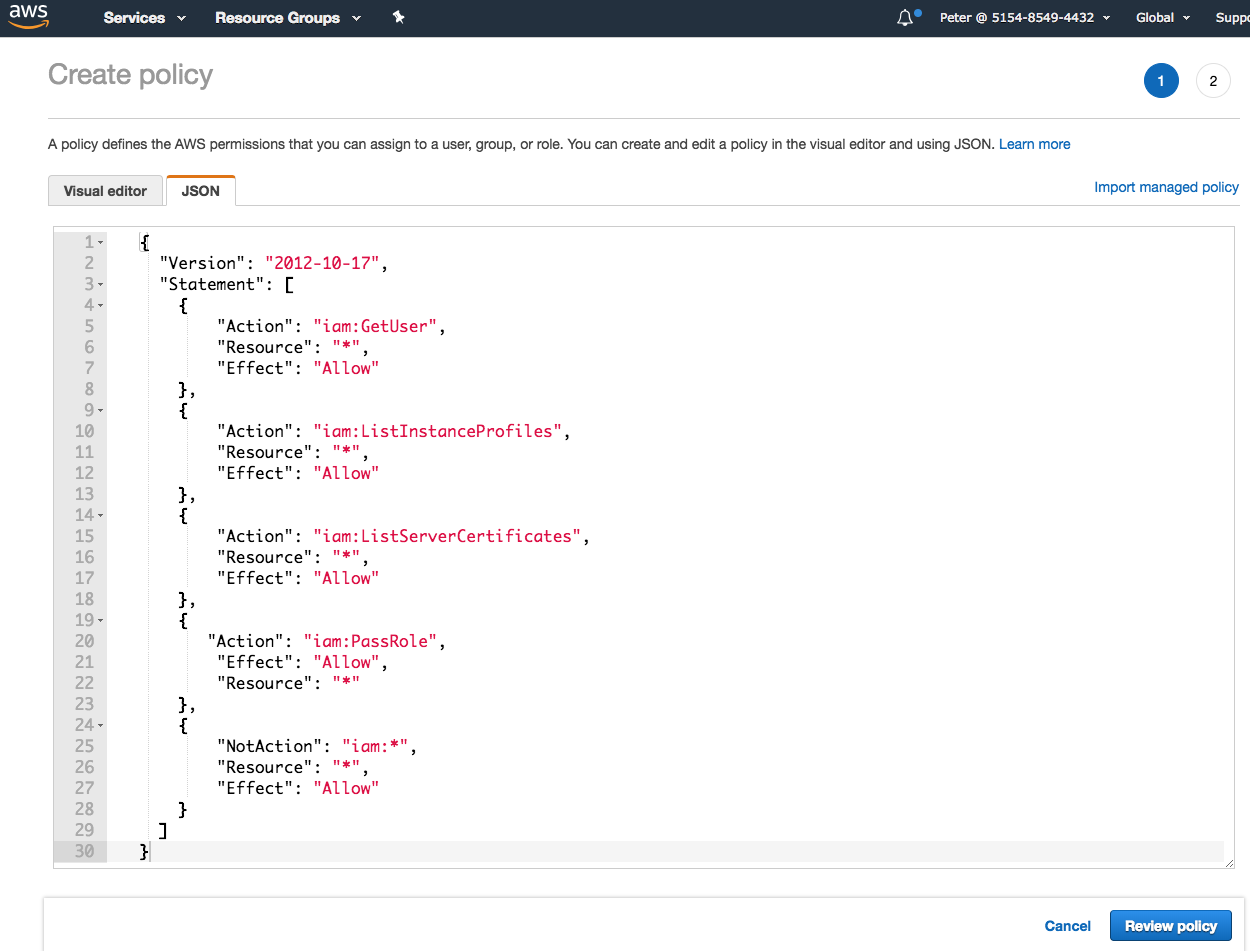 aws Services Resource Groups Peter @ 5154-8549-4432 Global Suppo
Create policy 1 2
A policy defines the AWS permissions that you can assign to a user, group, or role. You can create and edit a policy in the visual editor and using JSON. Learn more
Visual editor JSON Import managed policy
1 {
2 "Version": "2012-10-17",
3 "Statement": [
4 {
5 "Action": "iam:GetUser",
6 "Resource": "*",
7 "Effect": "Allow"
8 },
9 {
10 "Action": "iam:ListInstanceProfiles",
11 "Resource": "*",
12 "Effect": "Allow"
13 },
14 {
15 "Action": "iam:ListServerCertificates",
16 "Resource": "*",
17 "Effect": "Allow"
18 },
19 {
20 "Action": "iam:PassRole",
21 "Effect": "Allow",
22 "Resource": "*"
23 },
24 {
25 "NotAction": "iam:*",
26 "Resource": "*",
27 "Effect": "Allow"
28 }
29 ]
30 }
Cancel Review policy